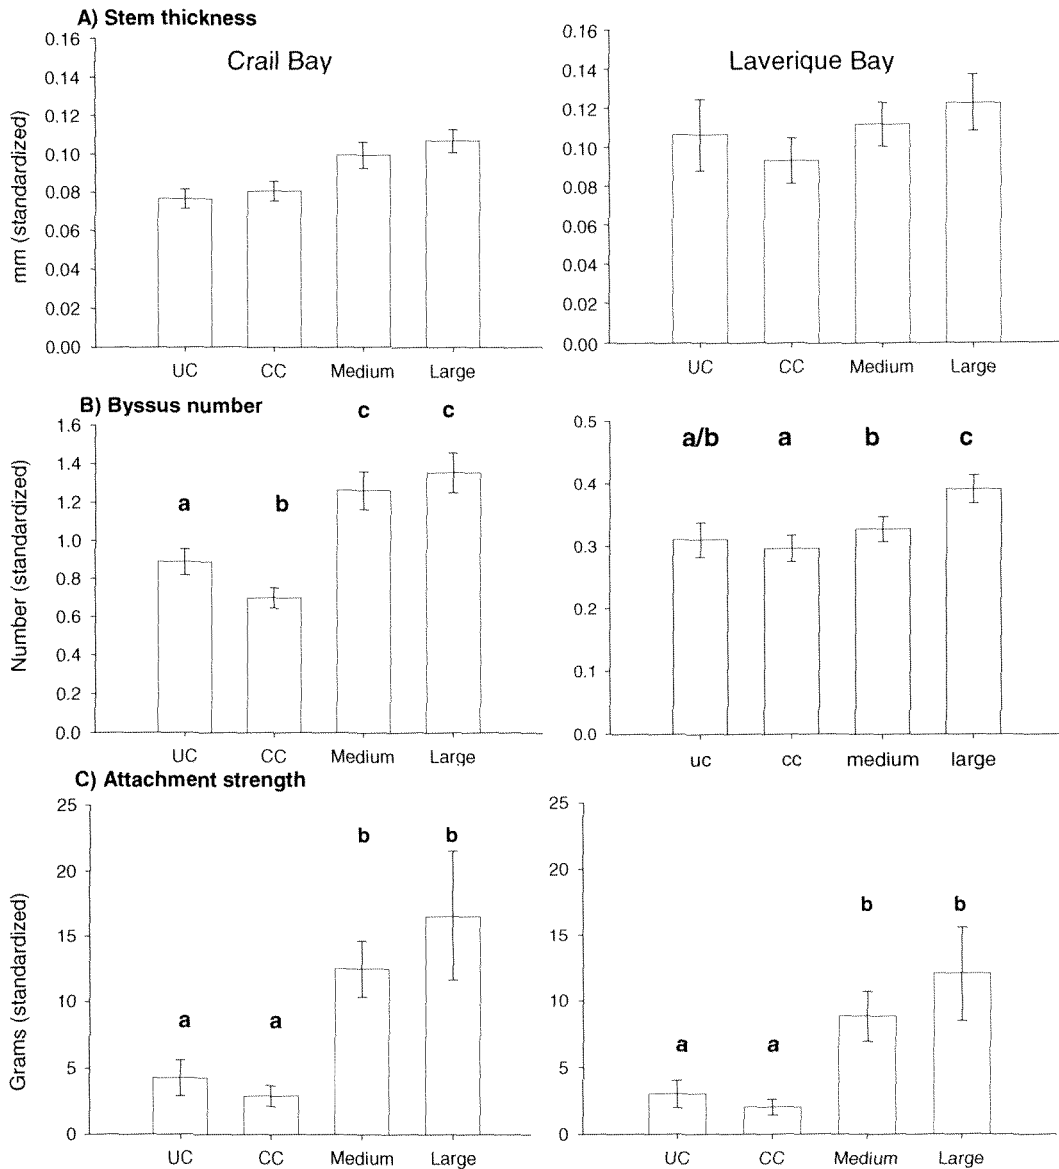 A) Stem thickness
Crail Bay
Laverique Bay
mm (standardized)
0.16
0.14
0.12
0.10
0.08
0.06
0.04
0.02
0.00
UC CC Medium Large
0.16
0.14
0.12
0.10
0.08
0.06
0.04
0.02
0.00
UC CC Medium Large
B) Byssus number
Number (standardized)
1.6
1.4
1.2
1.0
0.8
0.6
0.4
0.2
0.0
a b c c
UC CC Medium Large
0.5
0.4
0.3
0.2
0.1
0.0
a/b a b c
uc cc medium large
C) Attachment strength
Grams (standardized)
25
20
15
10
5
0
a a b b
UC CC Medium Large
25
20
15
10
5
0
a a b b
UC CC Medium Large